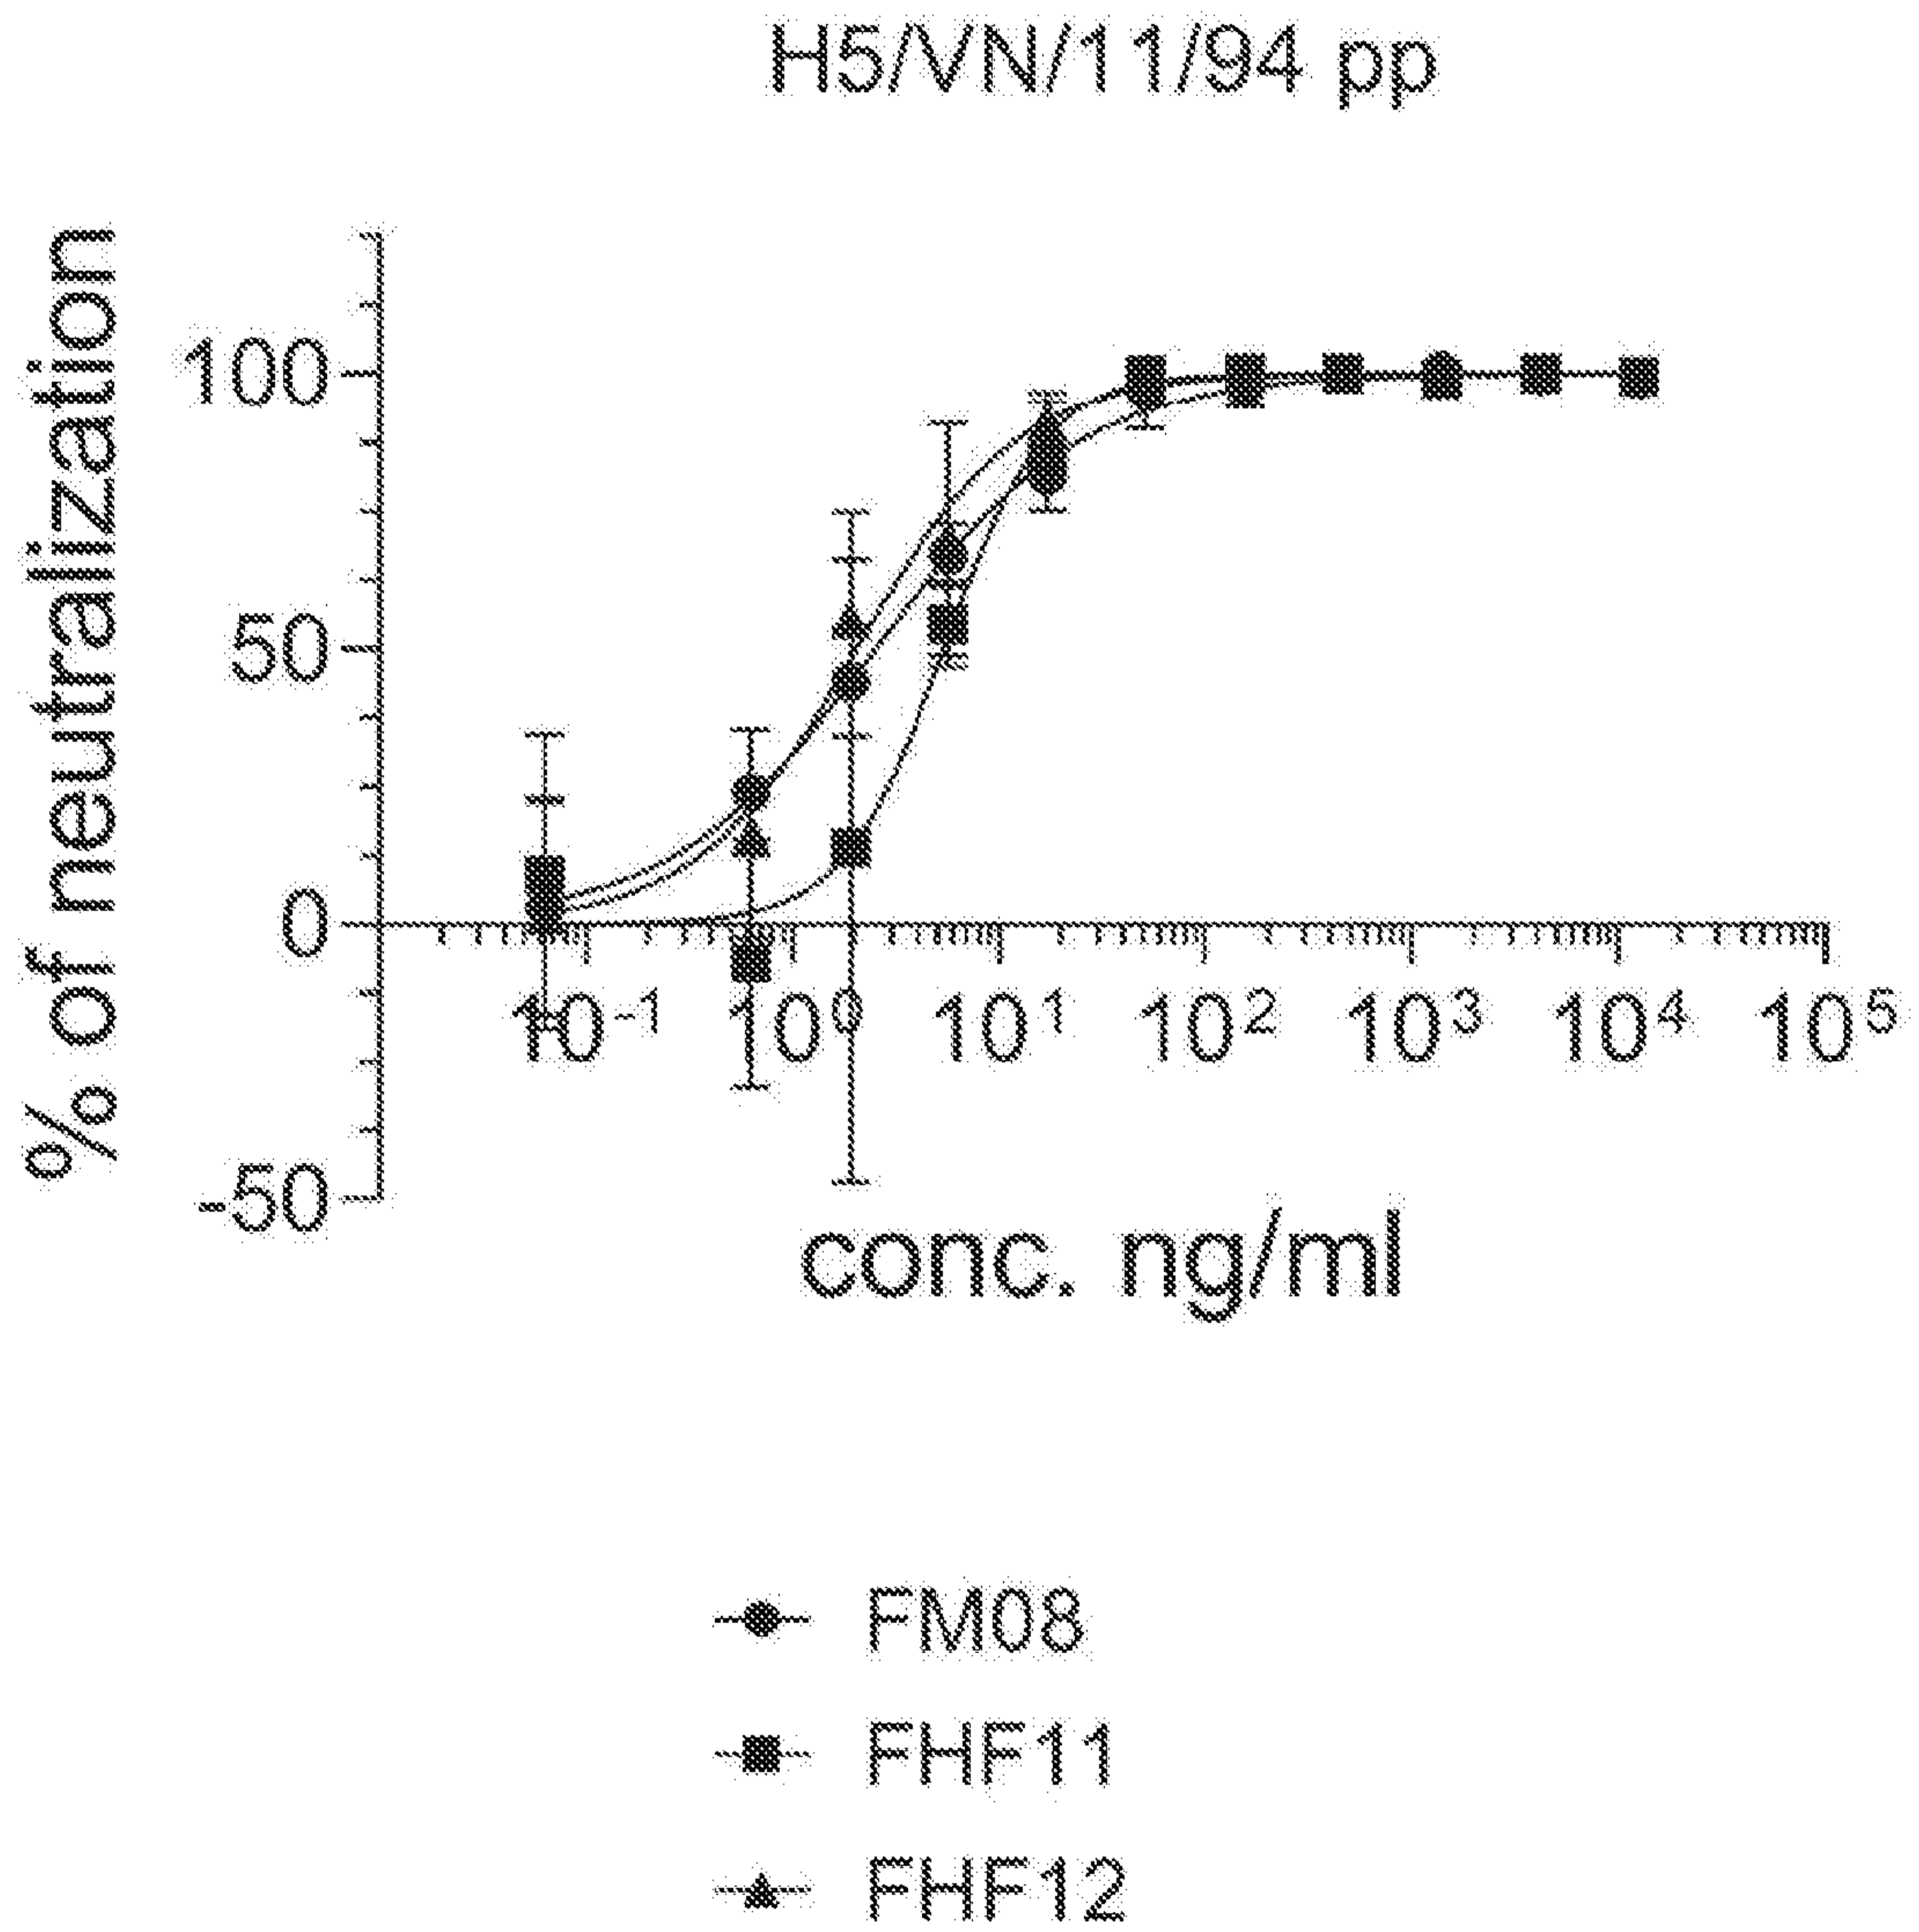 H5/VN/11/94 pp
% of neutralization
100
50
0
-50
10-1 100 101 102 103 104 105
conc. ng/ml
FM08
FHF11
FHF12